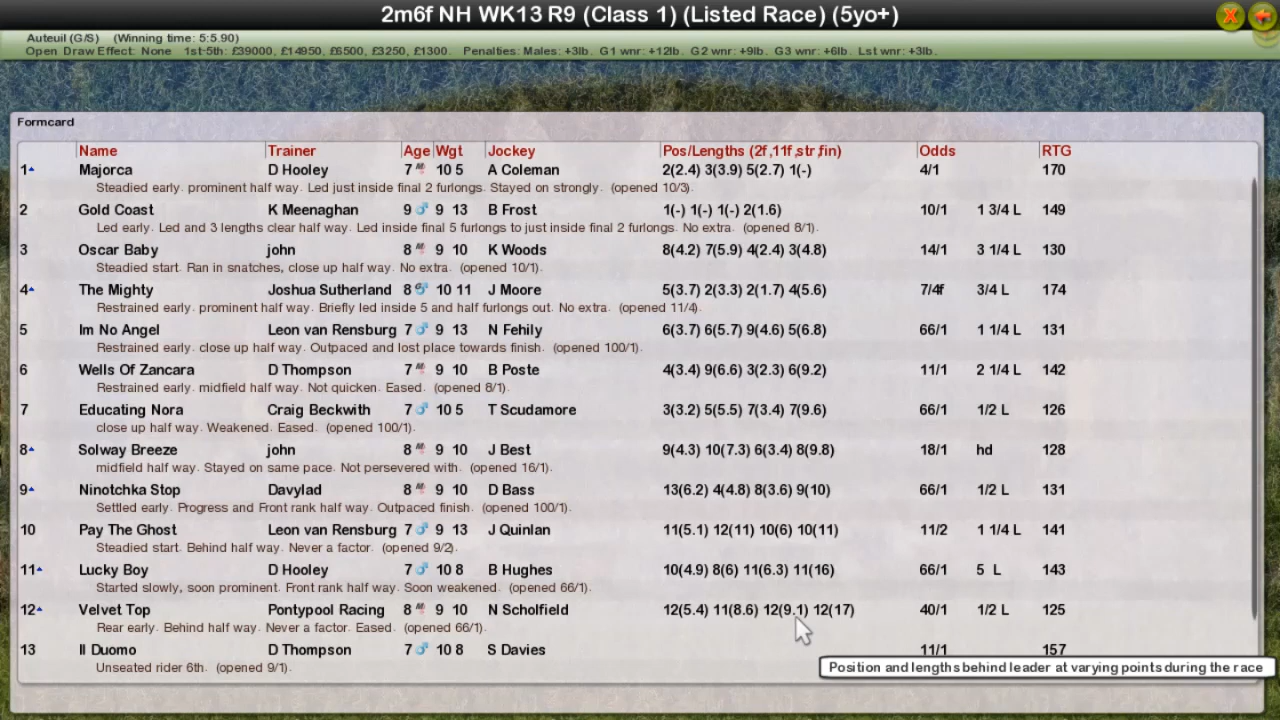 2m6f NH WK13 R9 (Class 1) (Listed Race) (5yo+)
Auteuil (G/S) (Winning time: 5:5.90)
Open Draw Effect: None 1st-5th: £39000, £14950, £6500, £3250, £1300. Penalties: Males: +3lb. G1 wnr: +12lb. G2 wnr: +9lb. G3 wnr: +6lb. Lst wnr: +3lb.
Formcard
Name Trainer Age Wgt Jockey Pos/Lengths (2f,11f,str,fin) Odds RTG
1 Majorca D Hooley 7 10 5 A Coleman 2(2.4) 3(3.9) 5(2.7) 1(-) 4/1 170
Steadied early. prominent half way. Led just inside final 2 furlongs. Stayed on strongly. (opened 10/3).
2 Gold Coast K Meenaghan 9 9 13 B Frost 1(-) 1(-) 1(-) 2(1.6) 10/1 1 3/4 L 149
Led early. Led and 3 lengths clear half way. Led inside final 5 furlongs to just inside final 2 furlongs. No extra. (opened 8/1).
3 Oscar Baby john 8 9 10 K Woods 8(4.2) 7(5.9) 4(2.4) 3(4.8) 14/1 3 1/4 L 130
Steadied start. Ran in snatches, close up half way. No extra. (opened 10/1).
4 The Mighty Joshua Sutherland 8 10 11 J Moore 5(3.7) 2(3.3) 2(1.7) 4(5.6) 7/4f 3/4 L 174
Restrained early. prominent half way. Briefly led inside 5 and half furlongs out. No extra. (opened 11/4).
5 Im No Angel Leon van Rensburg 7 9 13 N Fehily 6(3.7) 6(5.7) 9(4.6) 5(6.8) 66/1 1 1/4 L 131
Restrained early. close up half way. Outpaced and lost place towards finish. (opened 100/1).
6 Wells Of Zancara D Thompson 7 9 10 B Poste 4(3.4) 9(6.6) 3(2.3) 6(9.2) 11/1 2 1/4 L 142
Restrained early. midfield half way. Not quicken. Eased. (opened 8/1).
7 Educating Nora Craig Beckwith 7 10 5 T Scudamore 3(3.2) 5(5.5) 7(3.4) 7(9.6) 66/1 1/2 L 126
close up half way. Weakened. Eased. (opened 100/1).
8 Solway Breeze john 8 9 10 J Best 9(4.3) 10(7.3) 6(3.4) 8(9.8) 18/1 hd 128
midfield half way. Stayed on same pace. Not persevered with. (opened 16/1).
9 Ninotchka Stop Davylad 8 9 10 D Bass 13(6.2) 4(4.8) 8(3.6) 9(10) 66/1 1/2 L 131
Settled early. Progress and Front rank half way. Outpaced finish. (opened 100/1).
10 Pay The Ghost Leon van Rensburg 7 9 13 J Quinlan 11(5.1) 12(11) 10(6) 10(11) 11/2 1 1/4 L 141
Steadied start. Behind half way. Never a factor. (opened 9/2).
11 Lucky Boy D Hooley 7 10 8 B Hughes 10(4.9) 8(6) 11(6.3) 11(16) 66/1 5 L 143
Started slowly, soon prominent. Front rank half way. Soon weakened. (opened 66/1).
12 Velvet Top Pontypool Racing 8 9 10 N Scholfield 12(5.4) 11(8.6) 12(9.1) 12(17) 40/1 1/2 L 125
Rear early. Behind half way. Never a factor. Eased. (opened 66/1).
13 Il Duomo D Thompson 7 10 8 S Davies 11/1 157
Unseated rider 6th. (opened 9/1).
Position and lengths behind leader at varying points during the race